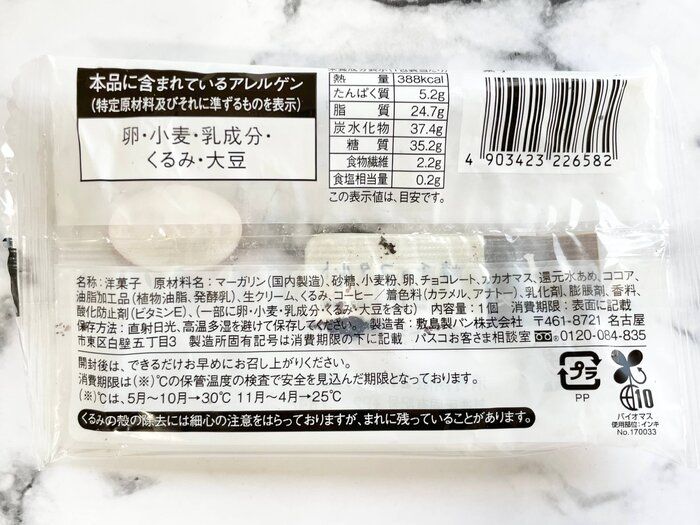 本品に含まれているアレルゲン
(特定原材料及びそれに準ずるものを表示)
卵・小麦・乳成分・
くるみ・大豆
熱量 388kcal
たんぱく質 5.2g
脂質 24.7g
炭水化物 37.4g
糖質 35.2g
食物繊維 2.2g
食塩相当量 0.2g
この表示値は、目安です。
4 903423 226582
名称:洋菓子 原材料名:マーガリン(国内製造)、砂糖、小麦粉、卵、チョコレート、カカオマス、還元水あめ、ココア、
油脂加工品(植物油脂、発酵乳)、生クリーム、くるみ、コーヒー/着色料(カラメル、アナトー)、乳化剤、膨脹剤、香料、
酸化防止剤(ビタミンE)、(一部に卵・小麦・乳成分・くるみ・大豆を含む) 内容量:1個 消費期限:表面に記載
保存方法:直射日光、高温多湿を避けて保存してください。 製造者:敷島製パン株式会社 〒461-8721 名古屋
市東区白壁五丁目3 製造所固有記号は消費期限の下に記載 パスコお客さま相談室 0120-084-835
開封後は、できるだけお早めにお召し上がりください。
消費期限は(※)℃の保管温度の検査で安全を見込んだ期限となっております。
(※)℃は、5月〜10月→30℃ 11月〜4月→25℃
くるみの殻の除去には細心の注意をはらっておりますが、まれに残っていることがあります。
プラ
PP
10
バイオマス
使用部位:インキ
No.170033